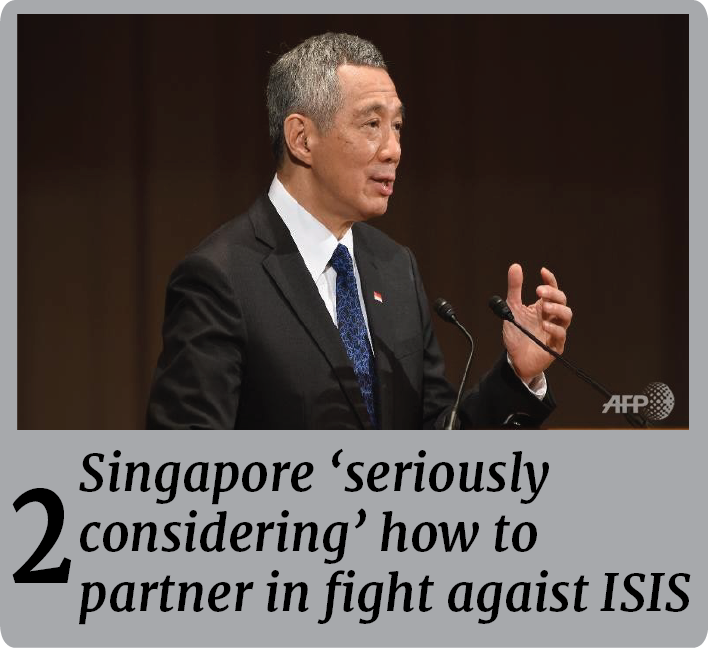 AFP
2
Singapore ‘seriously
considering’ how to
partner in fight agaist ISIS